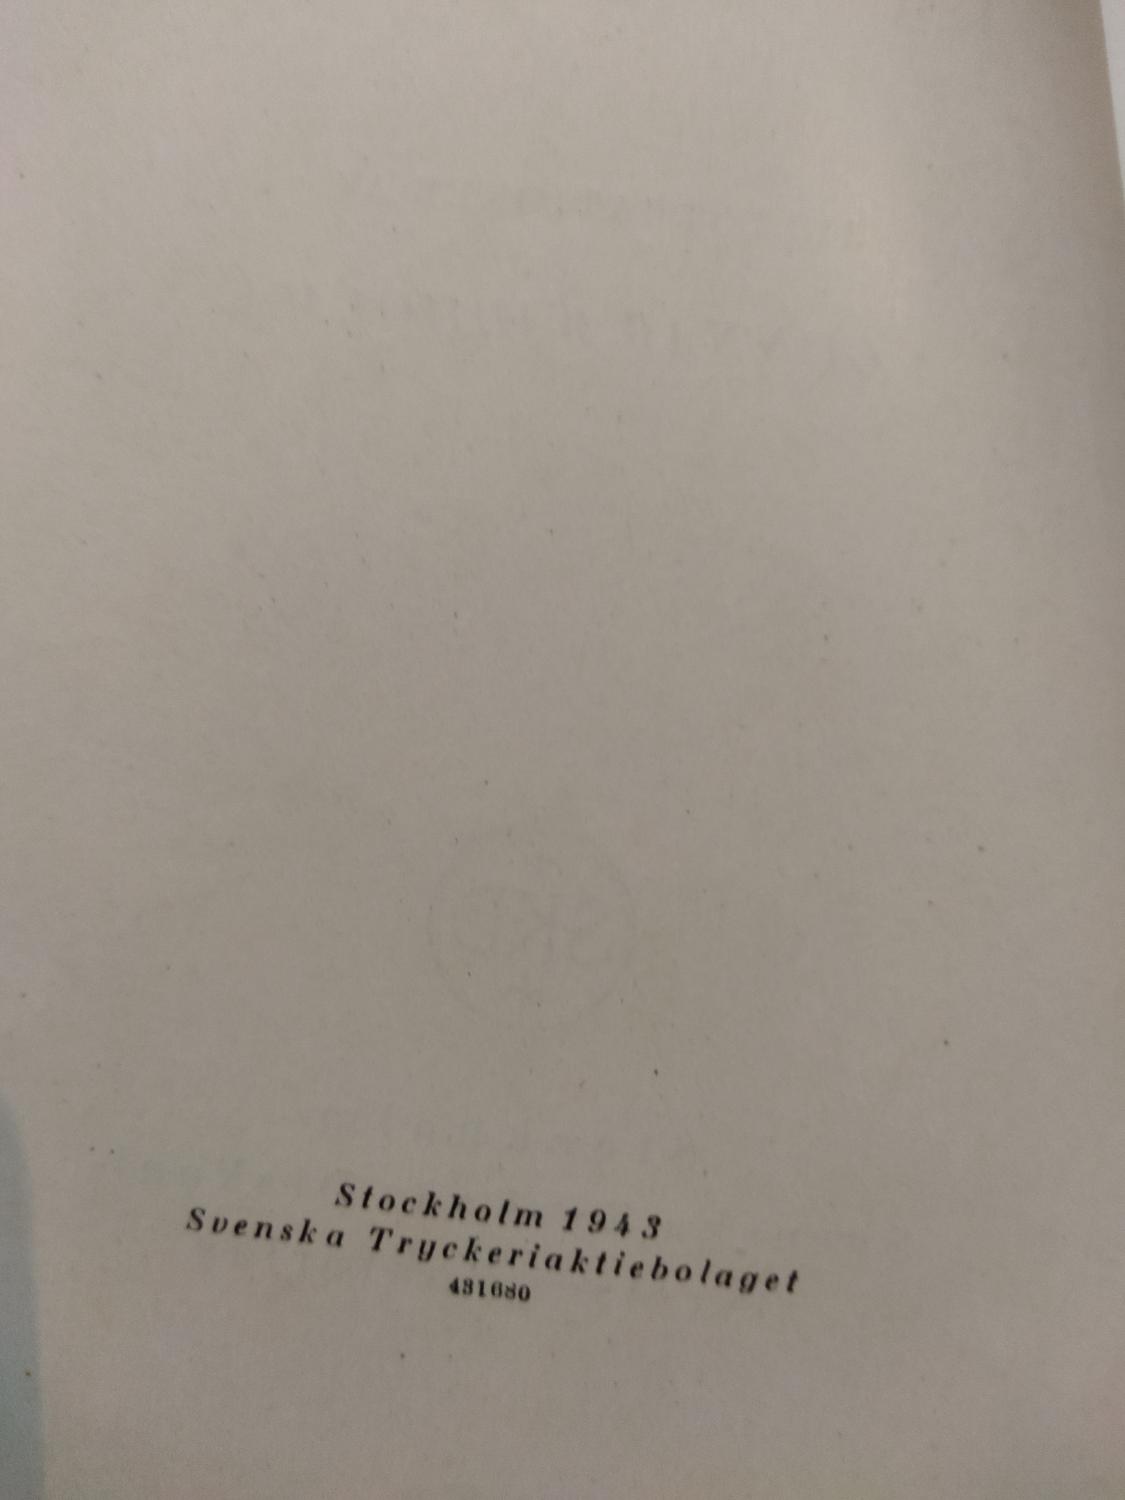 Stockholm 1943
Svenska Tryckeriaktiebolaget
431680